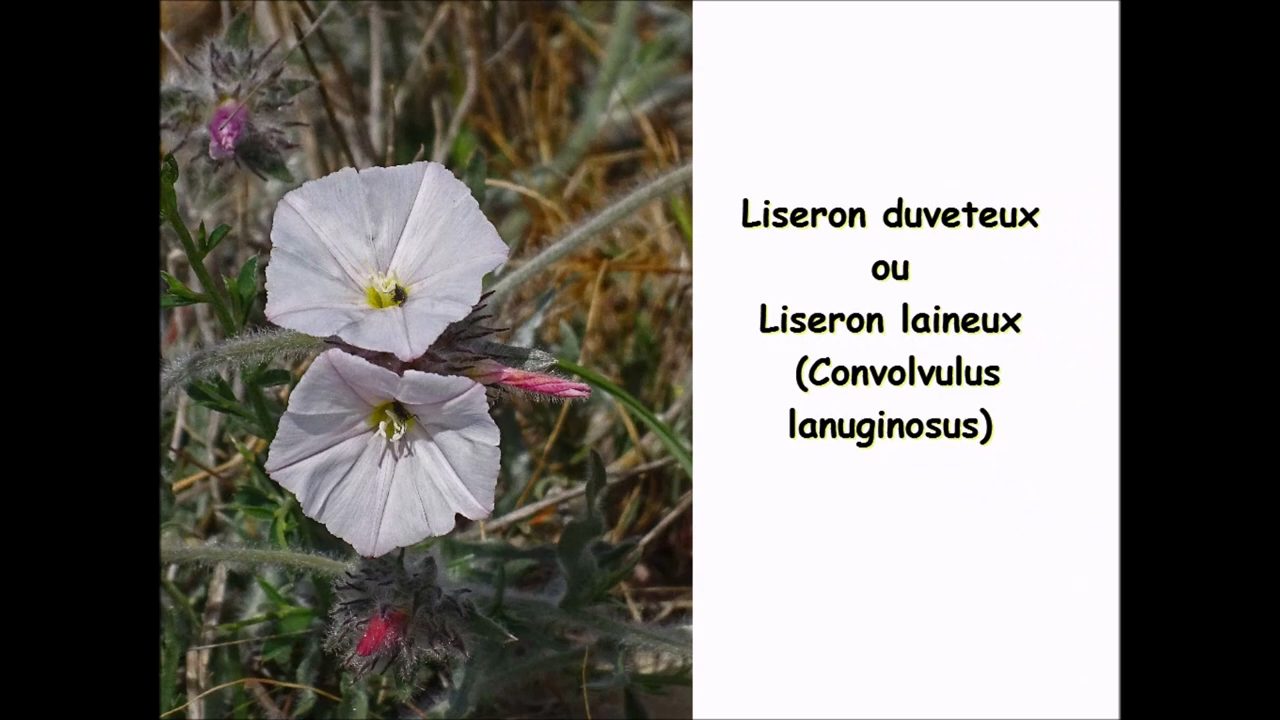 Liseron duveteux
ou
Liseron laineux
(Convolvulus
lanuginosus)